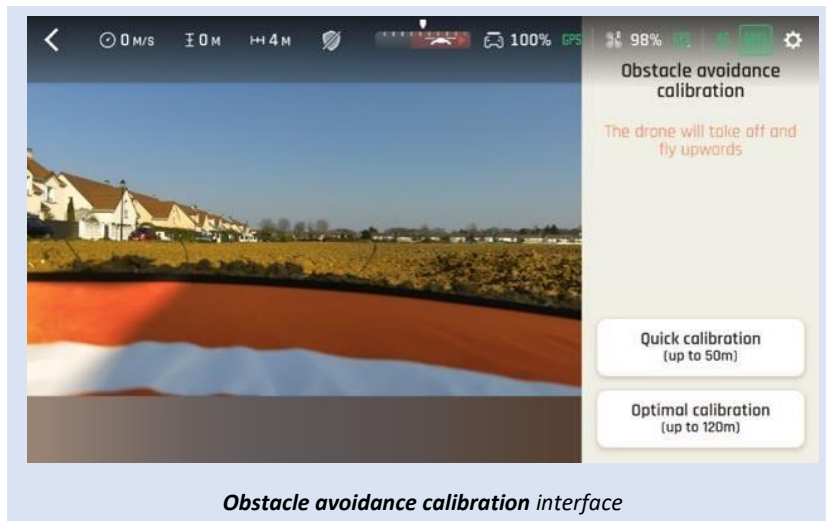 0 M/S 0 M 4 M 100% GPS 98%
Obstacle avoidance
calibration
The drone will take off and
fly upwards
Quick calibration
(up to 50m)
Optimal calibration
(up to 120m)
Obstacle avoidance calibration interface